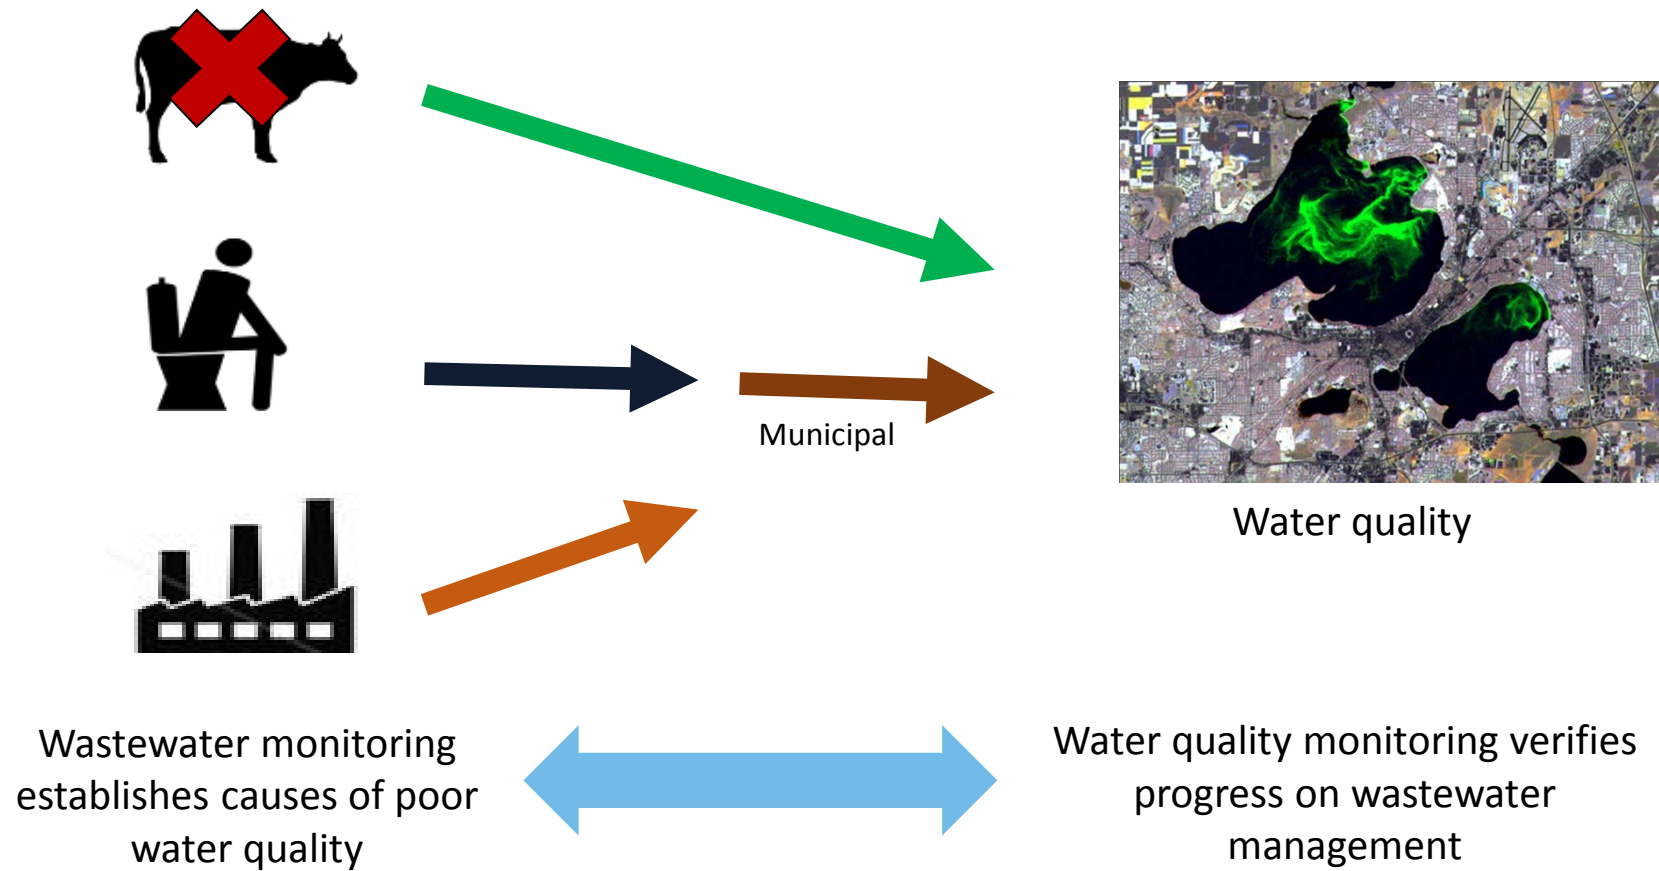 Municipal
Water quality
Wastewater monitoring
establishes causes of poor
water quality
Water quality monitoring verifies
progress on wastewater
management